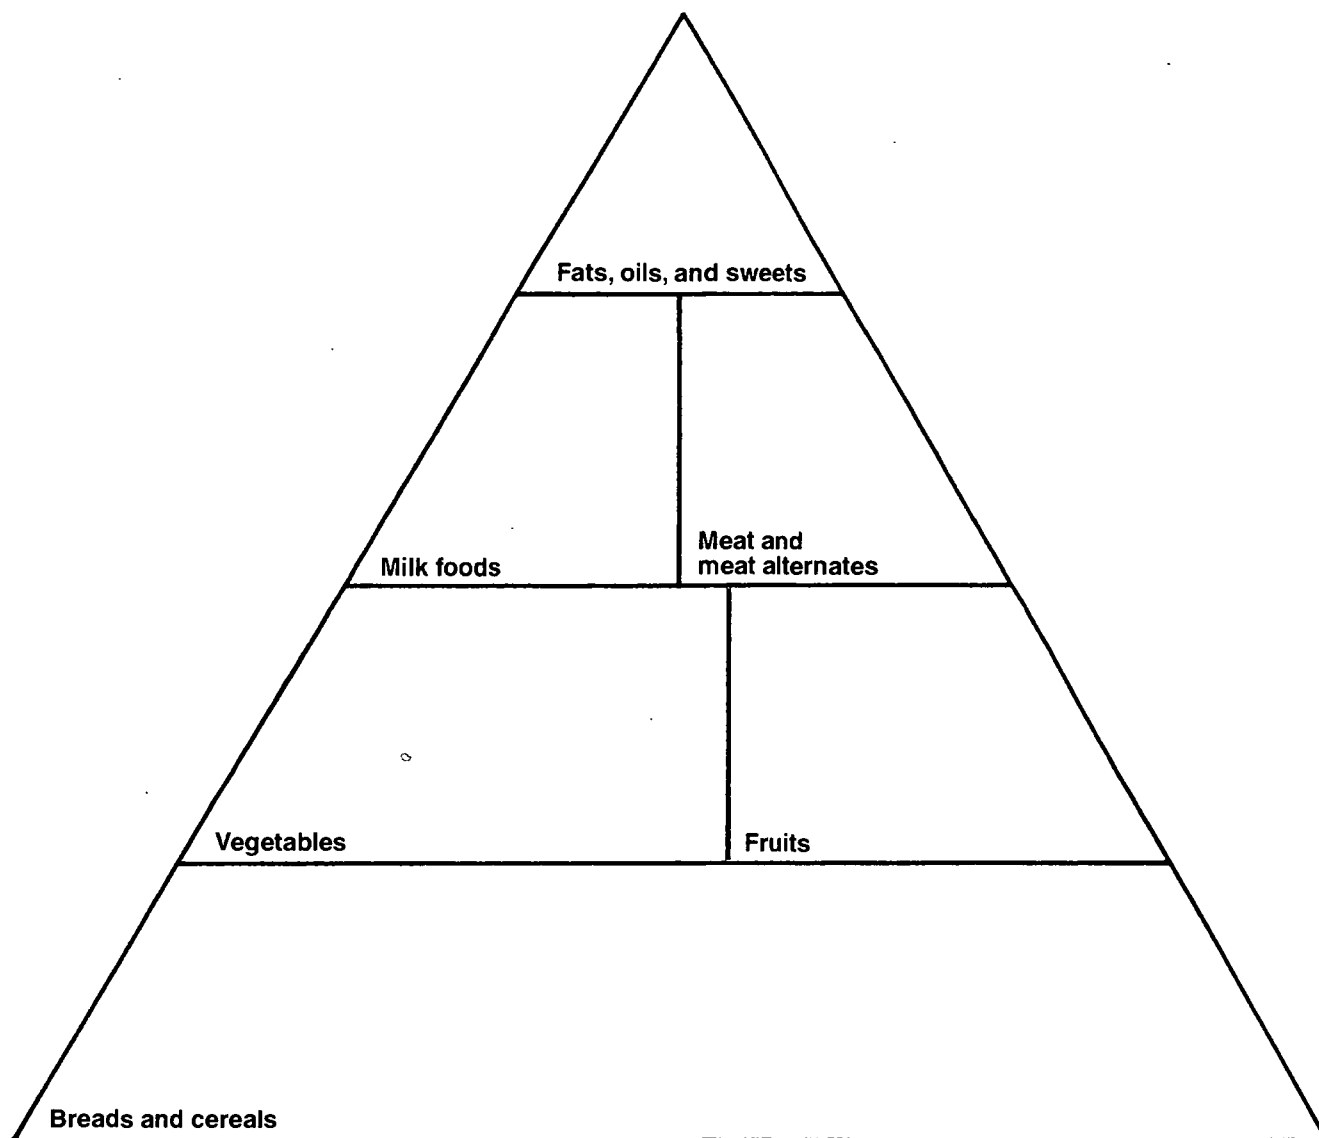 Fats, oils, and sweets
Milk foods
Meat and
meat alternates
Vegetables
Fruits
Breads and cereals